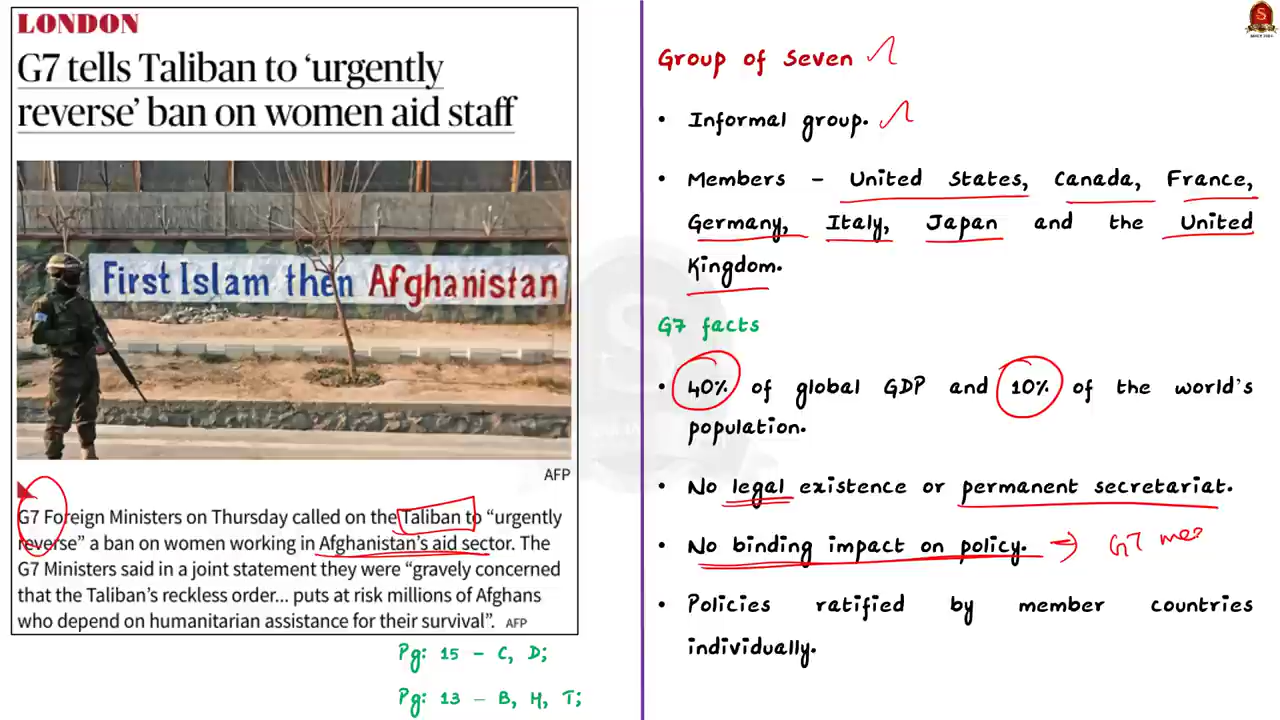 LONDON
G7 tells Taliban to ‘urgently
reverse’ ban on women aid staff
First Islam then Afghanistan
AFP
G7 Foreign Ministers on Thursday called on the Taliban to “urgently
reverse” a ban on women working in Afghanistan’s aid sector. The
G7 Ministers said in a joint statement they were “gravely concerned
that the Taliban’s reckless order... puts at risk millions of Afghans
who depend on humanitarian assistance for their survival”. AFP
Pg: 15 – C, D;
Pg: 13 – B, H, T;
Group of Seven
• Informal group.
• Members – United States, Canada, France,
Germany, Italy, Japan and the United
Kingdom.
G7 facts
• 40% of global GDP and 10% of the world's
population.
• No legal existence or permanent secretariat.
• No binding impact on policy. → G7 me
• Policies ratified by member countries
individually.